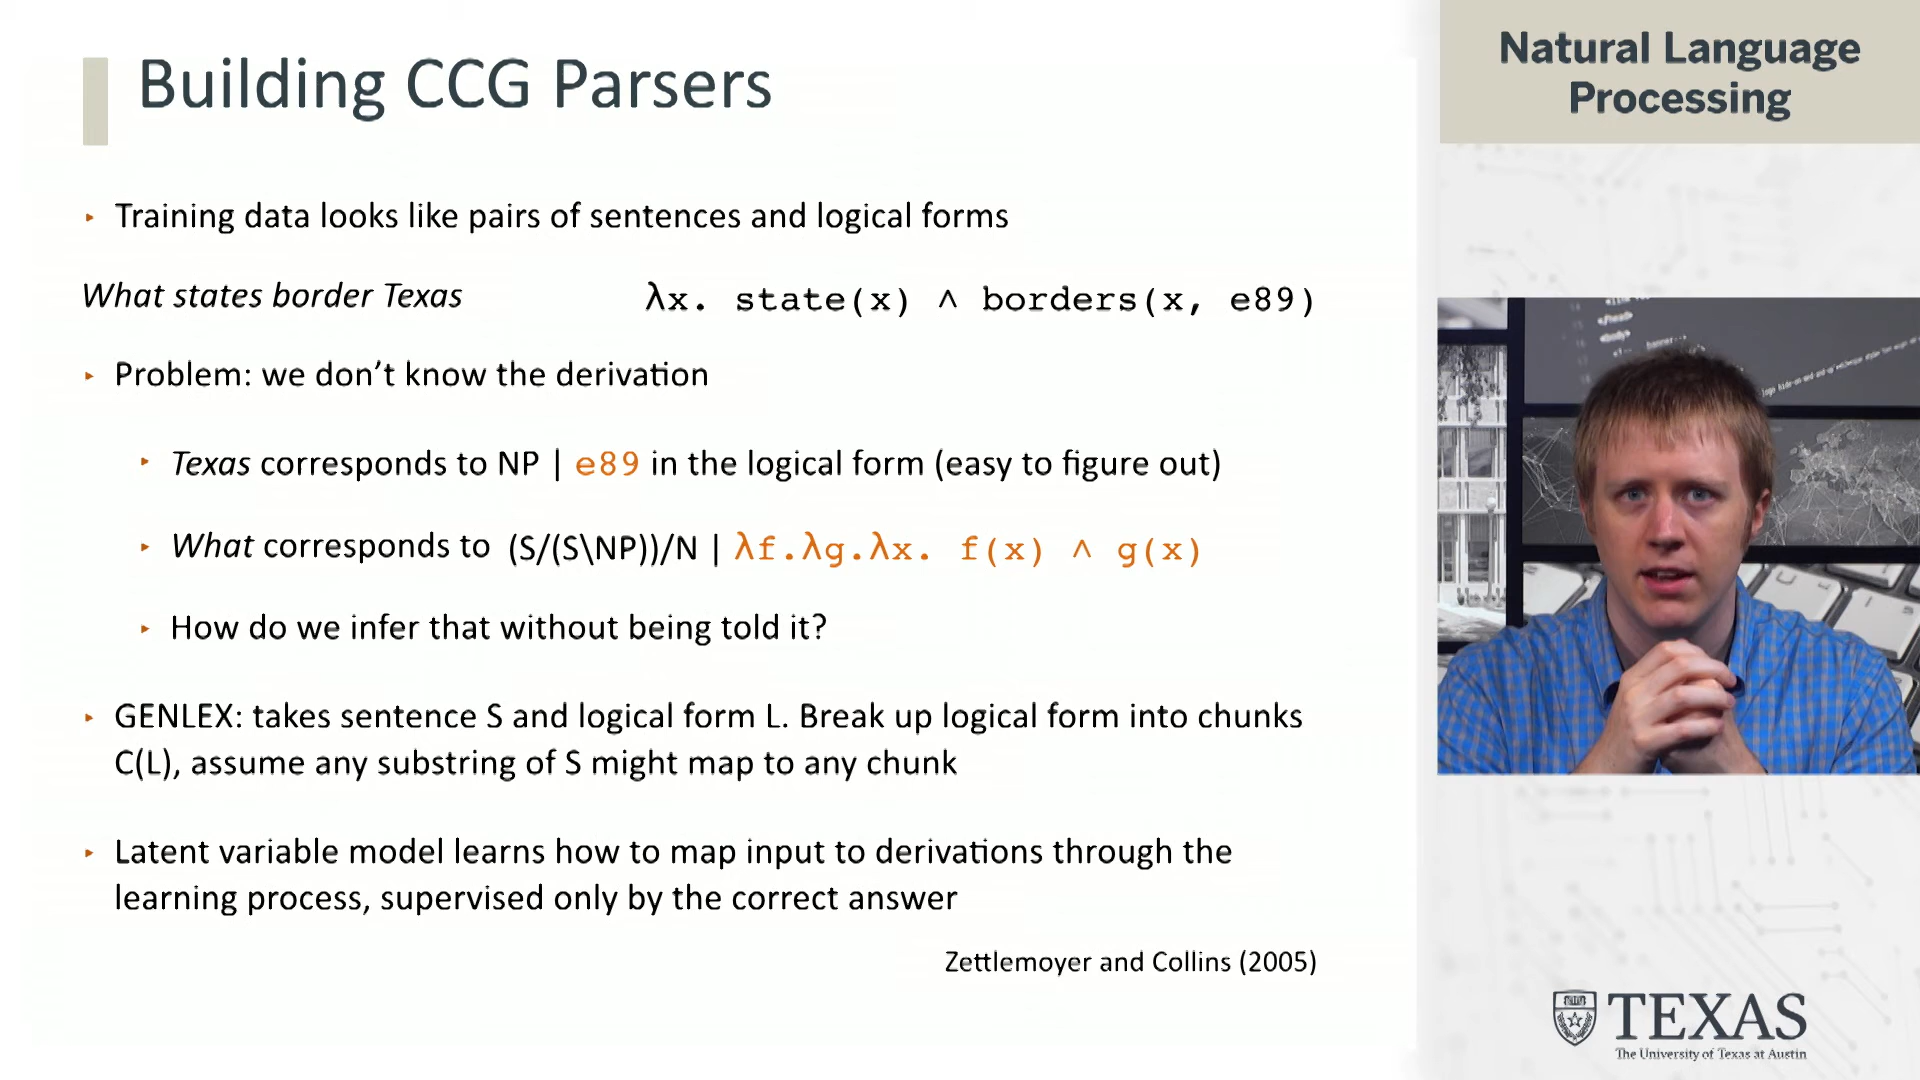 Building CCG Parsers
Natural Language
Processing
‣ Training data looks like pairs of sentences and logical forms
What states border Texas λx. state(x) ∧ borders(x, e89)
‣ Problem: we don’t know the derivation
‣ Texas corresponds to NP | e89 in the logical form (easy to figure out)
‣ What corresponds to (S/(S\NP))/N | λf.λg.λx. f(x) ∧ g(x)
‣ How do we infer that without being told it?
‣ GENLEX: takes sentence S and logical form L. Break up logical form into chunks
C(L), assume any substring of S might map to any chunk
‣ Latent variable model learns how to map input to derivations through the
learning process, supervised only by the correct answer
Zettlemoyer and Collins (2005)
TEXAS
The University of Texas at Austin